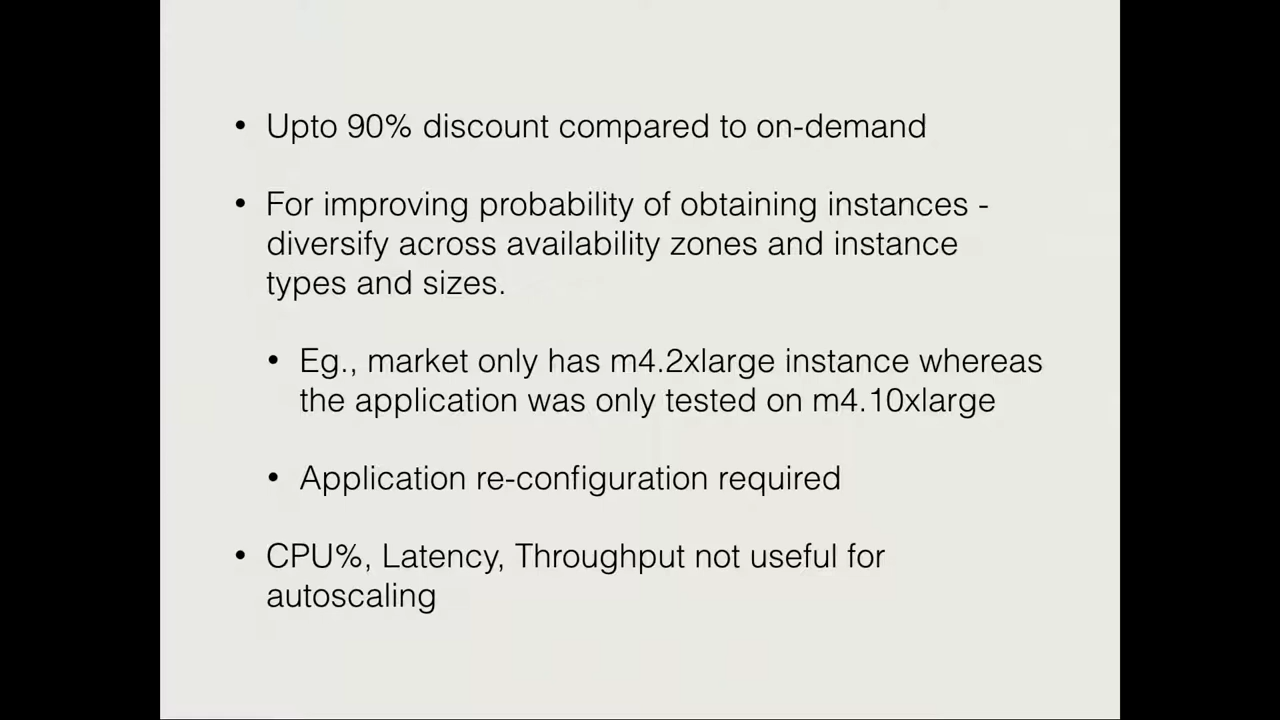 • Upto 90% discount compared to on-demand
• For improving probability of obtaining instances -
diversify across availability zones and instance
types and sizes.
• Eg., market only has m4.2xlarge instance whereas
the application was only tested on m4.10xlarge
• Application re-configuration required
• CPU%, Latency, Throughput not useful for
autoscaling